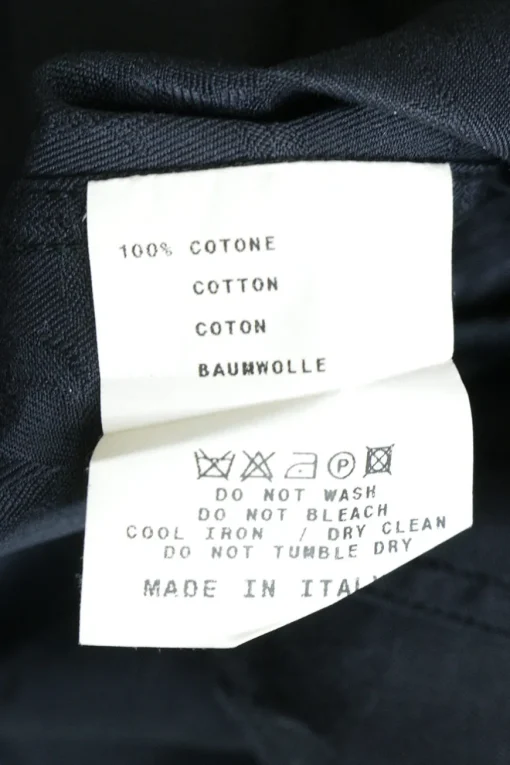 100% COTONE
COTTON
COTON
BAUMWOLLE
P
DO NOT WASH
DO NOT BLEACH
COOL IRON / DRY CLEAN
DO NOT TUMBLE DRY
MADE IN ITALY